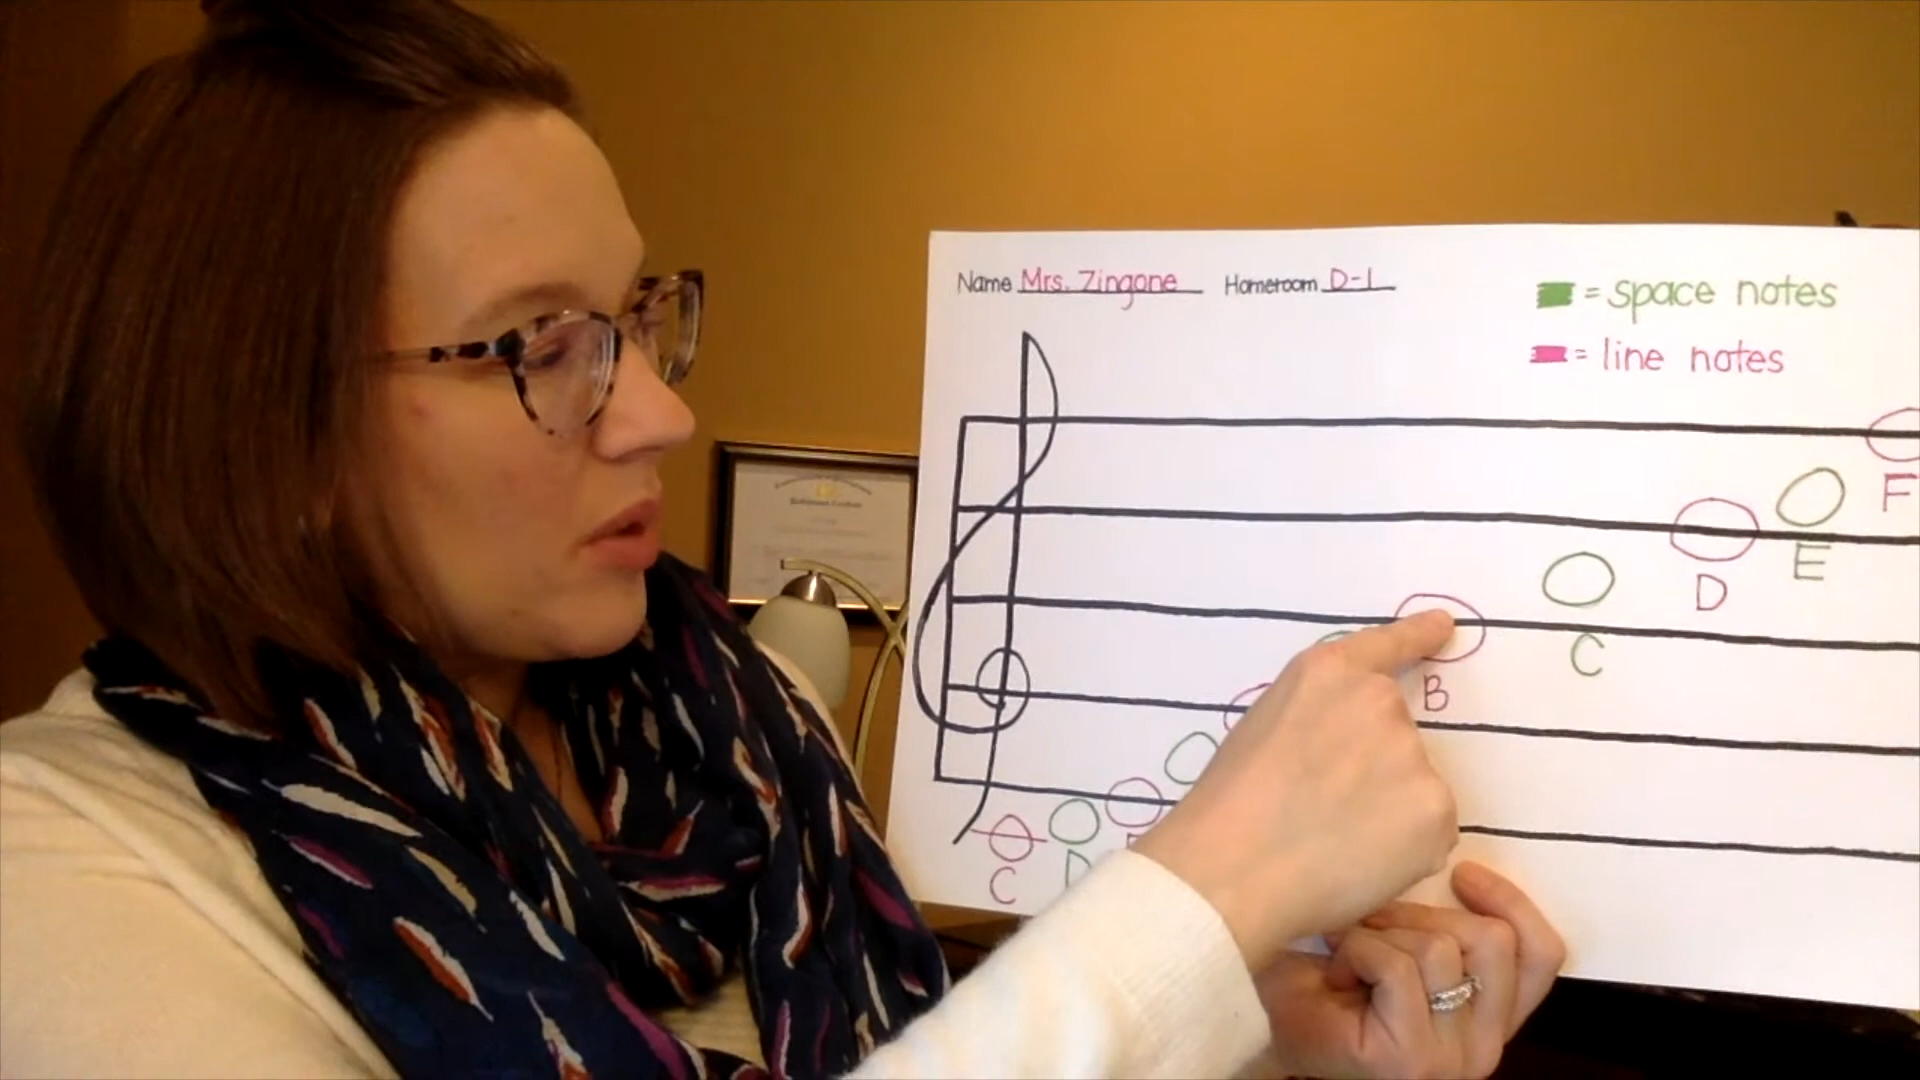 Name Mrs. Zingone Homeroom D-1
= space notes
= line notes
F
E
D
C
B
C D